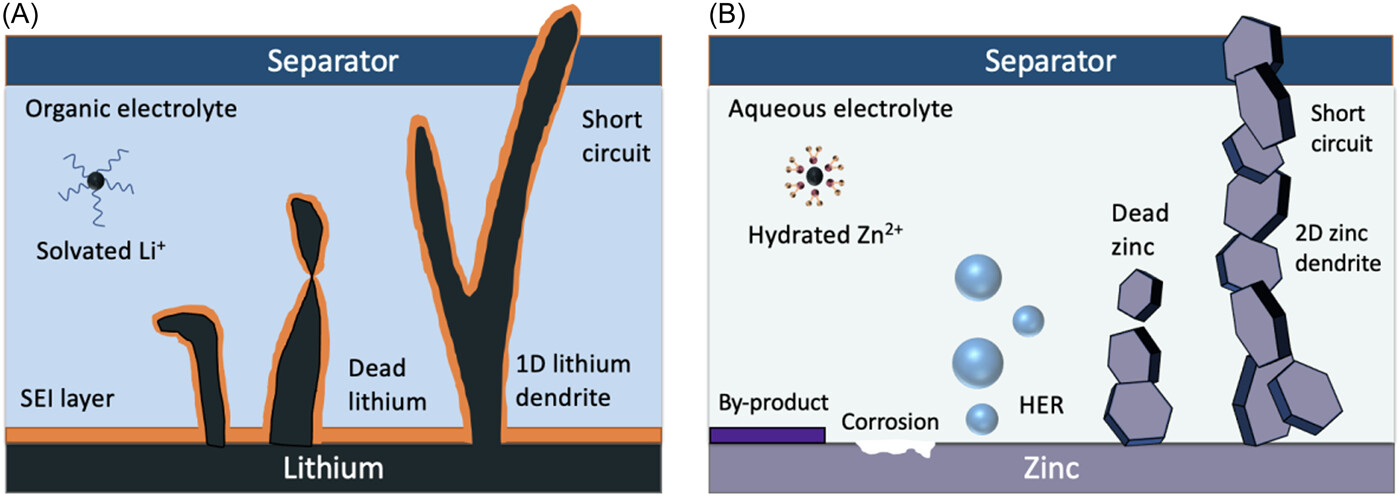 (A)
Separator
Organic electrolyte
Short
circuit
Solvated Li⁺
Dead
lithium
1D lithium
dendrite
SEI layer
Lithium
(B)
Separator
Aqueous electrolyte
Short
circuit
Hydrated Zn²⁺
Dead
zinc
2D zinc
dendrite
By-product
Corrosion
HER
Zinc